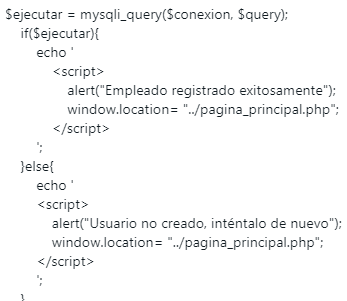 $ejecutar = mysqli_query($conexion, $query);
if($ejecutar){
echo '
<script>
alert("Empleado registrado exitosamente");
window.location= "../pagina_principal.php";
</script>
';
}else{
echo '
<script>
alert("Usuario no creado, inténtalo de nuevo");
window.location= "../pagina_principal.php";
</script>
';
}